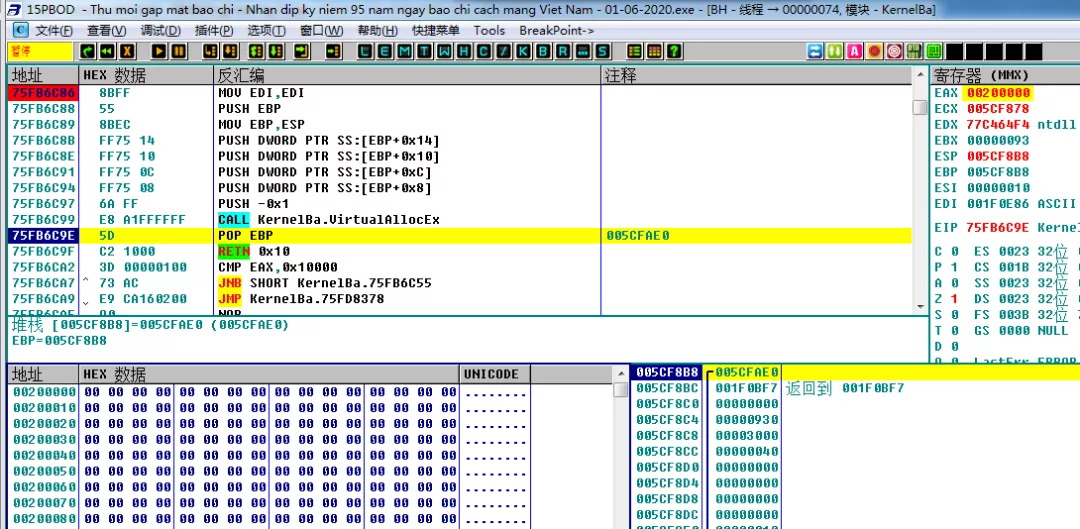 15PBOD - Thu moi gap mat bao chi - Nhan dip ky niem 95 nam ngay bao chi cach mang Viet Nam - 01-06-2020.exe - [BH - 线程 → 00000074, 模块 - KernelBa]
C 文件(F) 查看(V) 调试(D) 插件(P) 选项(T) 窗口(W) 帮助(H) 快捷菜单 Tools BreakPoint->
暂停 L E M T W H C / K B R ... S ? A
地址 HEX 数据 反汇编 注释
75FB6C86 8BFF MOV EDI,EDI
75FB6C88 55 PUSH EBP
75FB6C89 8BEC MOV EBP,ESP
75FB6C8B FF75 14 PUSH DWORD PTR SS:[EBP+0x14]
75FB6C8E FF75 10 PUSH DWORD PTR SS:[EBP+0x10]
75FB6C91 FF75 0C PUSH DWORD PTR SS:[EBP+0xC]
75FB6C94 FF75 08 PUSH DWORD PTR SS:[EBP+0x8]
75FB6C97 6A FF PUSH -0x1
75FB6C99 E8 A1FFFFFF CALL KernelBa.VirtualAllocEx
75FB6C9E 5D POP EBP 005CFAE0
75FB6C9F C2 1000 RETN 0x10
75FB6CA2 3D 00000100 CMP EAX,0x10000
75FB6CA7 ^ 73 AC JNB SHORT KernelBa.75FB6C55
75FB6CA9 E9 CA160200 JMP KernelBa.75FD8378
寄存器 (MMX)
EAX 00200000
ECX 005CF878
EDX 77C464F4 ntdll
EBX 00000093
ESP 005CF8B8
EBP 005CF8B8
ESI 00000010
EDI 001F0E86 ASCII
EIP 75FB6C9E Kernel
C 0 ES 0023 32位
P 1 CS 001B 32位
A 0 SS 0023 32位
Z 1 DS 0023 32位
S 0 FS 003B 32位
T 0 GS 0000 NULL
D 0
O 0 LastErr ERROR
堆栈 [005CF8B8]=005CFAE0 (005CFAE0)
EBP=005CF8B8
地址 HEX 数据 UNICODE
00200000 00 00 00 00 00 00 00 00 00 00 00 00 00 00 00 00 ........
00200010 00 00 00 00 00 00 00 00 00 00 00 00 00 00 00 00 ........
00200020 00 00 00 00 00 00 00 00 00 00 00 00 00 00 00 00 ........
00200030 00 00 00 00 00 00 00 00 00 00 00 00 00 00 00 00 ........
00200040 00 00 00 00 00 00 00 00 00 00 00 00 00 00 00 00 ........
00200050 00 00 00 00 00 00 00 00 00 00 00 00 00 00 00 00 ........
00200060 00 00 00 00 00 00 00 00 00 00 00 00 00 00 00 00 ........
00200070 00 00 00 00 00 00 00 00 00 00 00 00 00 00 00 00 ........
00200080 00 00 00 00 00 00 00 00 00 00 00 00 00 00 00 00 ........
005CF8B8 005CFAE0
005CF8BC 001F0BF7 返回到 001F0BF7
005CF8C0 00000000
005CF8C4 00000930
005CF8C8 00003000
005CF8CC 00000040
005CF8D0 00000000
005CF8D4 00000000
005CF8D8 00000000
005CF8DC 00000000